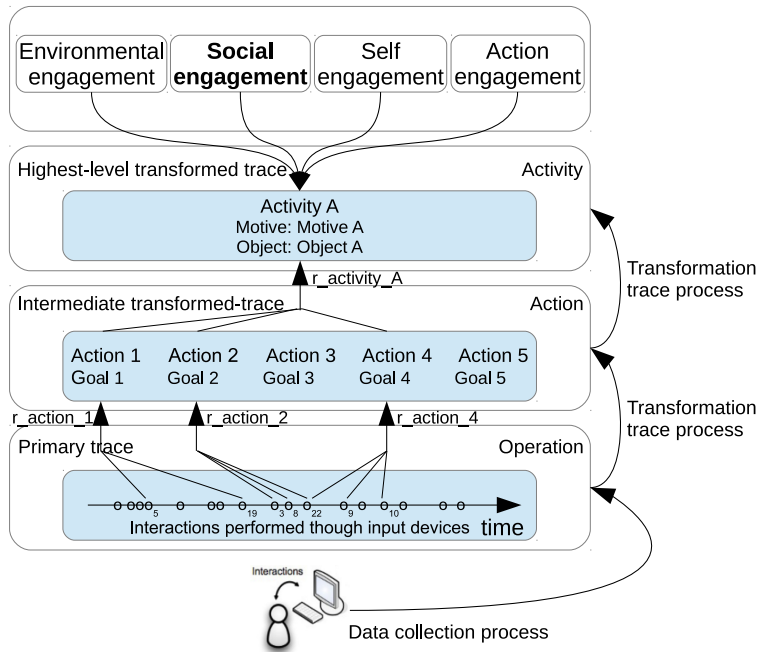 Environmental engagement
Social engagement
Self engagement
Action engagement
Highest-level transformed trace
Activity
Activity A
Motive: Motive A
Object: Object A
r_activity_A
Transformation
trace process
Intermediate transformed-trace
Action
Action 1 Action 2 Action 3 Action 4 Action 5
Goal 1 Goal 2 Goal 3 Goal 4 Goal 5
r_action_1 r_action_2 r_action_4
Transformation
trace process
Primary trace
Operation
5 19 3 8 22 9 10
Interactions performed though input devices time
Interactions
Data collection process